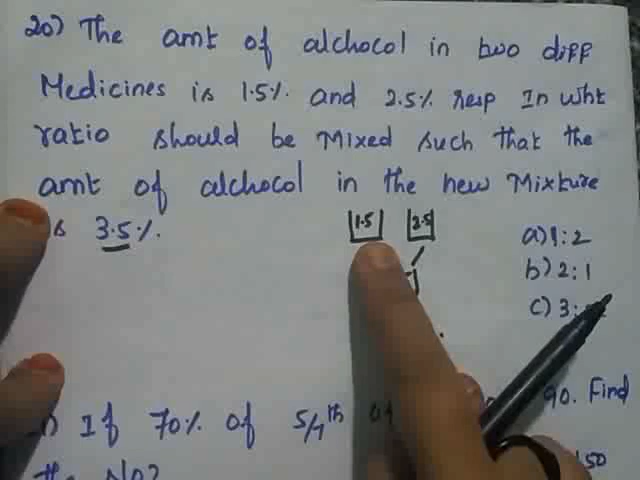 20) The amt of alchocol in two diff
Medicines is 1.5% and 2.5% resp In wht
ratio should be Mixed such that the
amt of alchocol in the new Mixture
is 3.5%.
1.5 2.5
a) 1:2
b) 2:1
c) 3:
If 70% of 5/7th of 90. Find
the No?
150